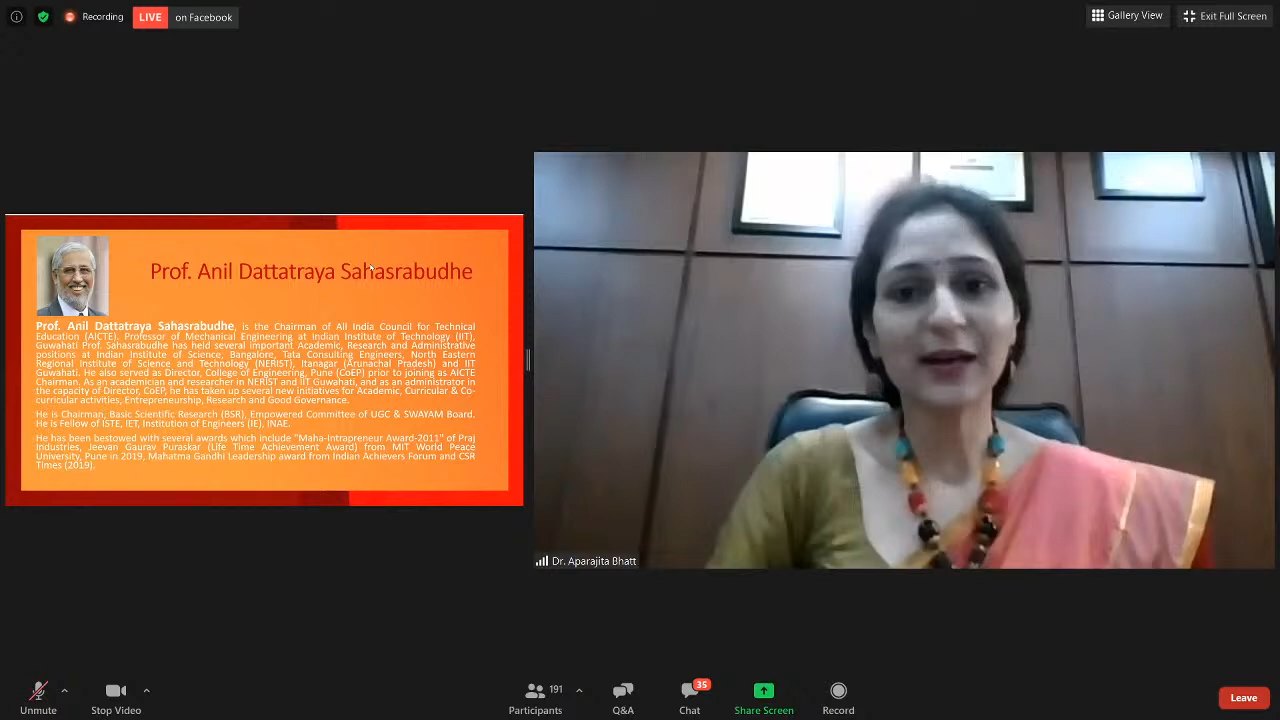 Recording
LIVE on Facebook
Gallery View
Exit Full Screen
Prof. Anil Dattatraya Sahasrabudhe
Prof. Anil Dattatraya Sahasrabudhe, is the Chairman of All India Council for Technical
Education (AICTE). Professor of Mechanical Engineering at Indian Institute of Technology (IIT),
Guwahati Prof. Sahasrabudhe has held several important Academic, Research and Administrative
positions at Indian Institute of Science, Bangalore, Tata Consulting Engineers, North Eastern
Regional Institute of Science and Technology (NERIST), Itanagar (Arunachal Pradesh) and IIT
Guwahati. He also served as Director, College of Engineering, Pune (CoEP) prior to joining as AICTE
Chairman. As an academician and researcher in NERIST and IIT Guwahati, and as an administrator in
the capacity of Director, CoEP, he has taken up several new initiatives for Academic, Curricular & Co-
curricular activities, Entrepreneurship, Research and Good Governance.
He is Chairman, Basic Scientific Research (BSR), Empowered Committee of UGC & SWAYAM Board.
He is Fellow of ISTE, IET, Institution of Engineers (IE), INAE.
He has been bestowed with several awards which include "Maha-Intrapreneur Award-2011" of Praj
Industries, Jeevan Gaurav Puraskar (Life Time Achievement Award) from MIT World Peace
University, Pune in 2019, Mahatma Gandhi Leadership award from Indian Achievers Forum and CSR
Times (2019).
Dr. Aparajita Bhatt
Unmute
Stop Video
191
Participants
Q&A
35
Chat
Share Screen
Record
Leave